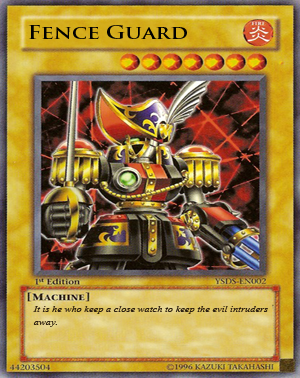 FENCE GUARD
FIRE
炎
1st Edition
YSDS-EN002
[MACHINE]
It is he who keep a close watch to keep the evil intruders
away.
44203504
©1996 KAZUKI TAKAHASHI